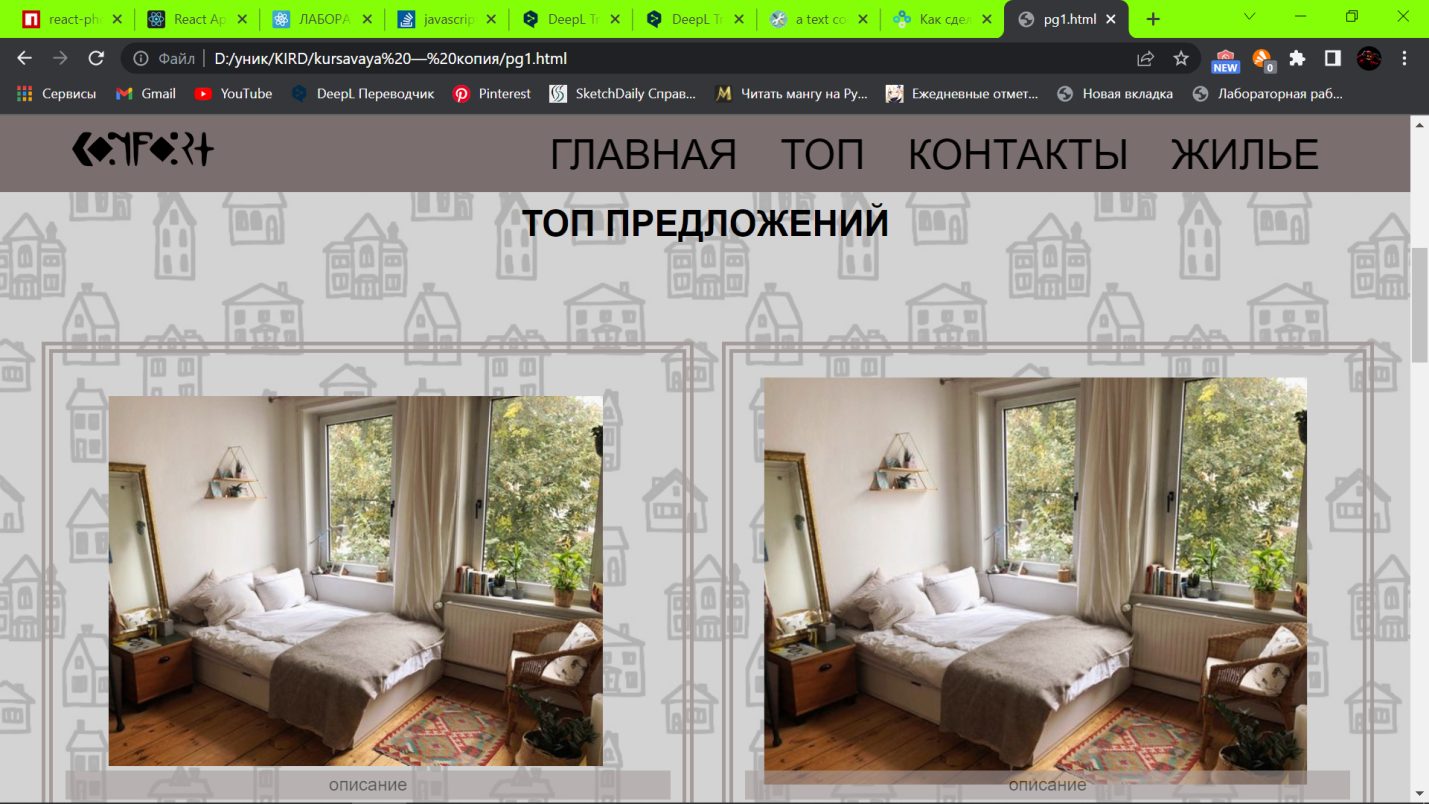 react-ph
React Ap
ЛАБОРА
javascrip
DeepL Tr
DeepL Tr
a text co
Как сдел
pg1.html
Файл
D:/уник/KIRD/kursavaya%20—%20копия/pg1.html
NEW
0
Сервисы
Gmail
YouTube
DeepL Переводчик
Pinterest
SketchDaily Справ...
Читать мангу на Ру...
Ежедневные отмет...
Новая вкладка
Лабораторная раб...
COMFORT
ГЛАВНАЯ ТОП КОНТАКТЫ ЖИЛЬЕ
ТОП ПРЕДЛОЖЕНИЙ
описание
описание